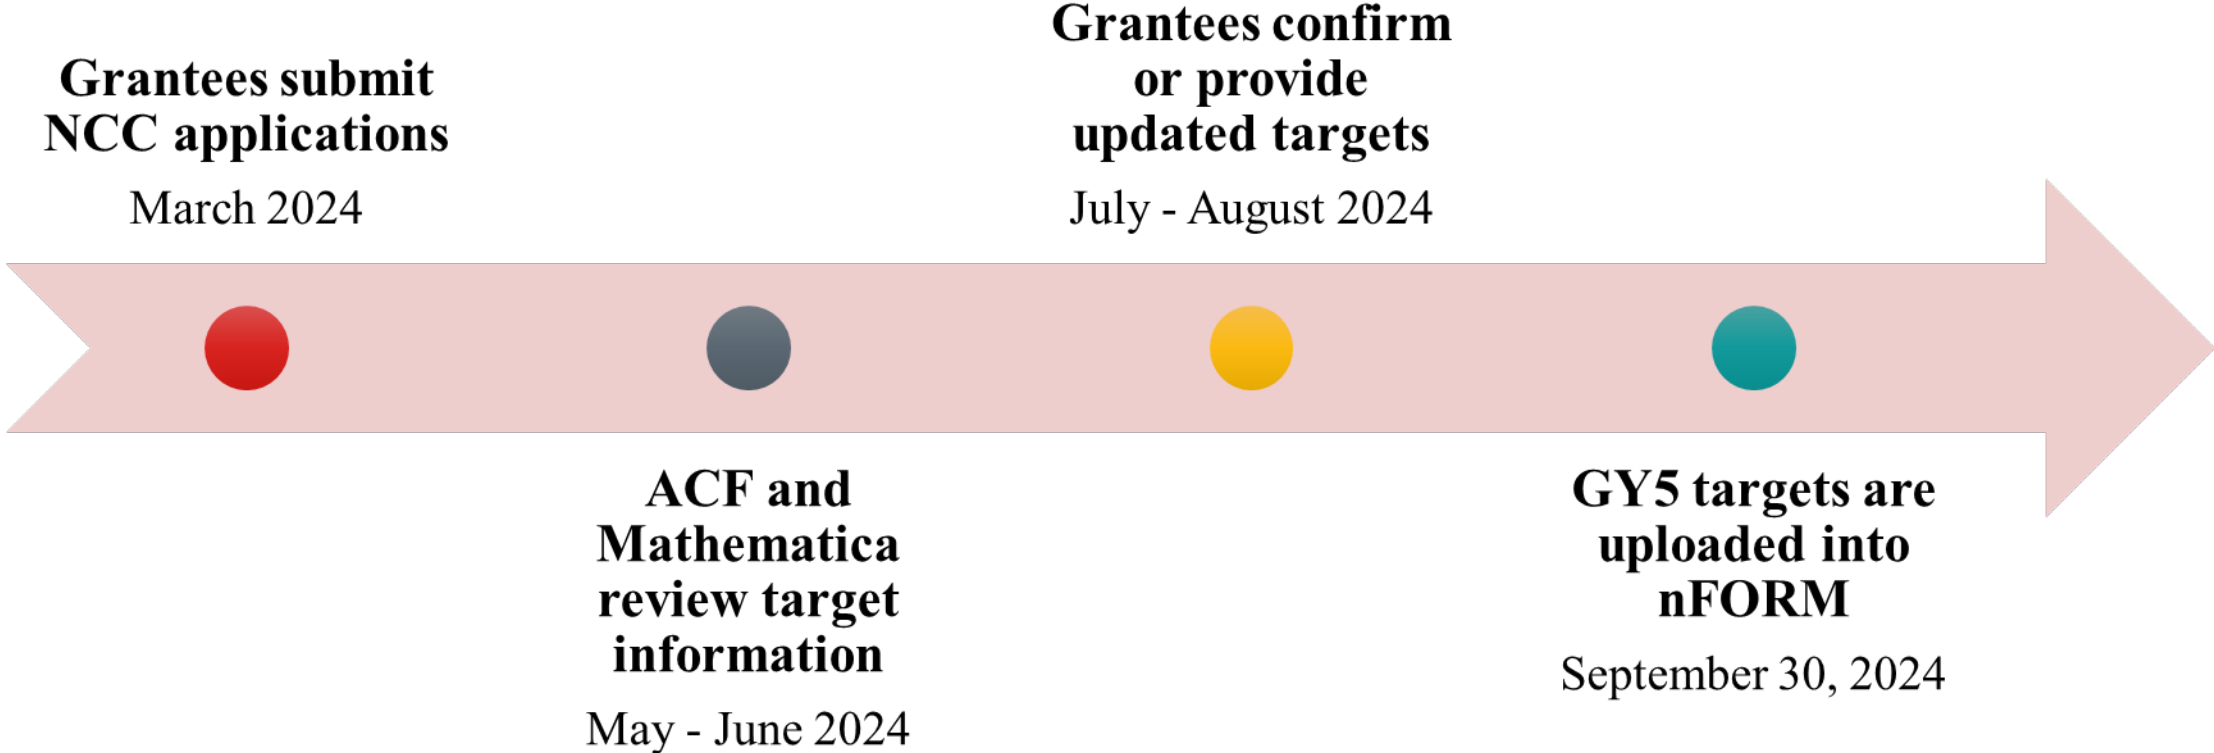 Grantees submit
NCC applications
March 2024
ACF and
Mathematica
review target
information
May - June 2024
Grantees confirm
or provide
updated targets
July - August 2024
GY5 targets are
uploaded into
nFORM
September 30, 2024